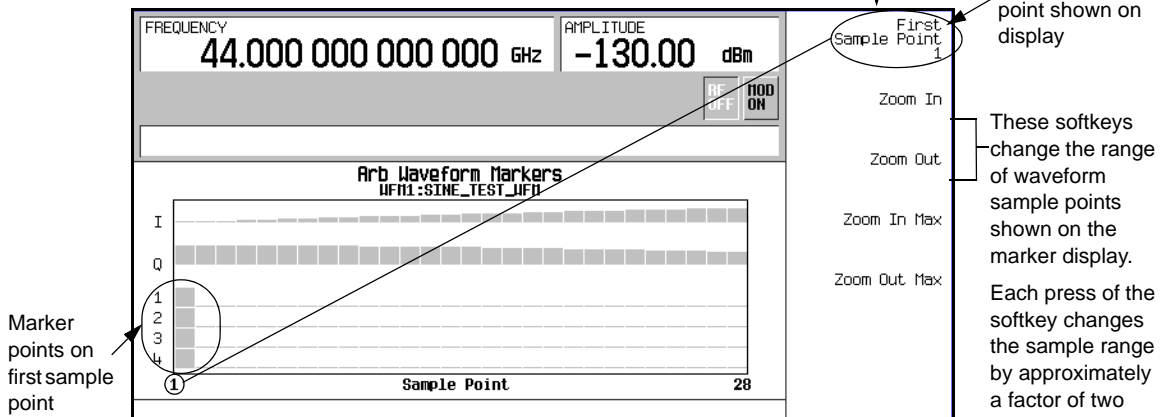 point shown on
display
FREQUENCY
44.000 000 000 000 GHz
AMPLITUDE
-130.00 dBm
RF
OFF
MOD
ON
First
Sample Point
1
Zoom In
Zoom Out
Zoom In Max
Zoom Out Max
These softkeys
change the range
of waveform
sample points
shown on the
marker display.
Each press of the
softkey changes
the sample range
by approximately
a factor of two
Arb Waveform Markers
WFM1:SINE_TEST_WFM
I
Q
1
2
3
4
1
Sample Point
28
Marker
points on
first sample
point